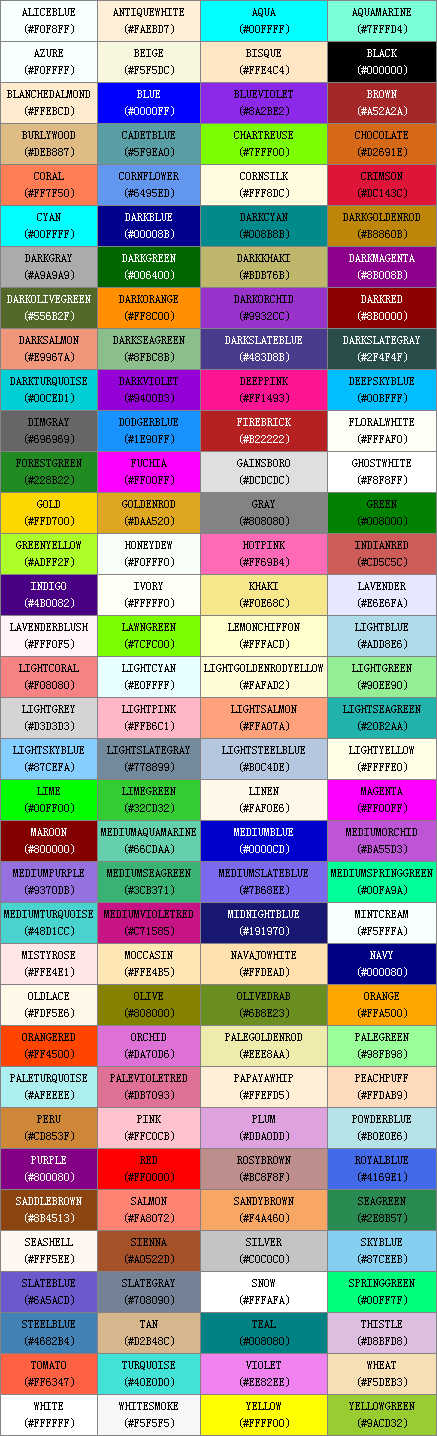 ALICEBLUE
(#F0F8FF)
ANTIQUEWHITE
(#FAEBD7)
AQUA
(#00FFFF)
AQUAMARINE
(#7FFFD4)
AZURE
(#F0FFFF)
BEIGE
(#F5F5DC)
BISQUE
(#FFE4C4)
BLACK
(#000000)
BLANCHEDALMOND
(#FFEBCD)
BLUE
(#0000FF)
BLUEVIOLET
(#8A2BE2)
BROWN
(#A52A2A)
BURLYWOOD
(#DEB887)
CADETBLUE
(#5F9EA0)
CHARTREUSE
(#7FFF00)
CHOCOLATE
(#D2691E)
CORAL
(#FF7F50)
CORNFLOWER
(#6495ED)
CORNSILK
(#FFF8DC)
CRIMSON
(#DC143C)
CYAN
(#00FFFF)
DARKBLUE
(#00008B)
DARKCYAN
(#008B8B)
DARKGOLDENROD
(#B8860B)
DARKGRAY
(#A9A9A9)
DARKGREEN
(#006400)
DARKKHAKI
(#BDB76B)
DARKMAGENTA
(#8B008B)
DARKOLIVEGREEN
(#556B2F)
DARKORANGE
(#FF8C00)
DARKORCHID
(#9932CC)
DARKRED
(#8B0000)
DARKSALMON
(#E9967A)
DARKSEAGREEN
(#8FBC8B)
DARKSLATEBLUE
(#483D8B)
DARKSLATEGRAY
(#2F4F4F)
DARKTURQUOISE
(#00CED1)
DARKVIOLET
(#9400D3)
DEEPPINK
(#FF1493)
DEEPSKYBLUE
(#00BFFF)
DIMGRAY
(#696969)
DODGERBLUE
(#1E90FF)
FIREBRICK
(#B22222)
FLORALWHITE
(#FFFAF0)
FORESTGREEN
(#228B22)
FUCHIA
(#FF00FF)
GAINSBORO
(#DCDCDC)
GHOSTWHITE
(#F8F8FF)
GOLD
(#FFD700)
GOLDENROD
(#DAA520)
GRAY
(#808080)
GREEN
(#008000)
GREENYELLOW
(#ADFF2F)
HONEYDEW
(#F0FFF0)
HOTPINK
(#FF69B4)
INDIANRED
(#CD5C5C)
INDIGO
(#4B0082)
IVORY
(#FFFFF0)
KHAKI
(#F0E68C)
LAVENDER
(#E6E6FA)
LAVENDERBLUSH
(#FFF0F5)
LAWNGREEN
(#7CFC00)
LEMONCHIFFON
(#FFFACD)
LIGHTBLUE
(#ADD8E6)
LIGHTCORAL
(#F08080)
LIGHTCYAN
(#E0FFFF)
LIGHTGOLDENRODYELLOW
(#FAFAD2)
LIGHTGREEN
(#90EE90)
LIGHTGREY
(#D3D3D3)
LIGHTPINK
(#FFB6C1)
LIGHTSALMON
(#FFA07A)
LIGHTSEAGREEN
(#20B2AA)
LIGHTSKYBLUE
(#87CEFA)
LIGHTSLATEGRAY
(#778899)
LIGHTSTEELBLUE
(#B0C4DE)
LIGHTYELLOW
(#FFFFE0)
LIME
(#00FF00)
LIMEGREEN
(#32CD32)
LINEN
(#FAF0E6)
MAGENTA
(#FF00FF)
MAROON
(#800000)
MEDIUMAQUAMARINE
(#66CDAA)
MEDIUMBLUE
(#0000CD)
MEDIUMORCHID
(#BA55D3)
MEDIUMPURPLE
(#9370DB)
MEDIUMSEAGREEN
(#3CB371)
MEDIUMSLATEBLUE
(#7B68EE)
MEDIUMSPRINGGREEN
(#00FA9A)
MEDIUMTURQUOISE
(#48D1CC)
MEDIUMVIOLETRED
(#C71585)
MIDNIGHTBLUE
(#191970)
MINTCREAM
(#F5FFFA)
MISTYROSE
(#FFE4E1)
MOCCASIN
(#FFE4B5)
NAVAJOWHITE
(#FFDEAD)
NAVY
(#000080)
OLDLACE
(#FDF5E6)
OLIVE
(#808000)
OLIVEDRAB
(#6B8E23)
ORANGE
(#FFA500)
ORANGERED
(#FF4500)
ORCHID
(#DA70D6)
PALEGOLDENROD
(#EEE8AA)
PALEGREEN
(#98FB98)
PALETURQUOISE
(#AFEEEE)
PALEVIOLETRED
(#DB7093)
PAPAYAWHIP
(#FFEFD5)
PEACHPUFF
(#FFDAB9)
PERU
(#CD853F)
PINK
(#FFC0CB)
PLUM
(#DDA0DD)
POWDERBLUE
(#B0E0E6)
PURPLE
(#800080)
RED
(#FF0000)
ROSYBROWN
(#BC8F8F)
ROYALBLUE
(#4169E1)
SADDLEBROWN
(#8B4513)
SALMON
(#FA8072)
SANDYBROWN
(#F4A460)
SEAGREEN
(#2E8B57)
SEASHELL
(#FFF5EE)
SIENNA
(#A0522D)
SILVER
(#C0C0C0)
SKYBLUE
(#87CEEB)
SLATEBLUE
(#6A5ACD)
SLATEGRAY
(#708090)
SNOW
(#FFFAFA)
SPRINGGREEN
(#00FF7F)
STEELBLUE
(#4682B4)
TAN
(#D2B48C)
TEAL
(#008080)
THISTLE
(#D8BFD8)
TOMATO
(#FF6347)
TURQUOISE
(#40E0D0)
VIOLET
(#EE82EE)
WHEAT
(#F5DEB3)
WHITE
(#FFFFFF)
WHITESMOKE
(#F5F5F5)
YELLOW
(#FFFF00)
YELLOWGREEN
(#9ACD32)